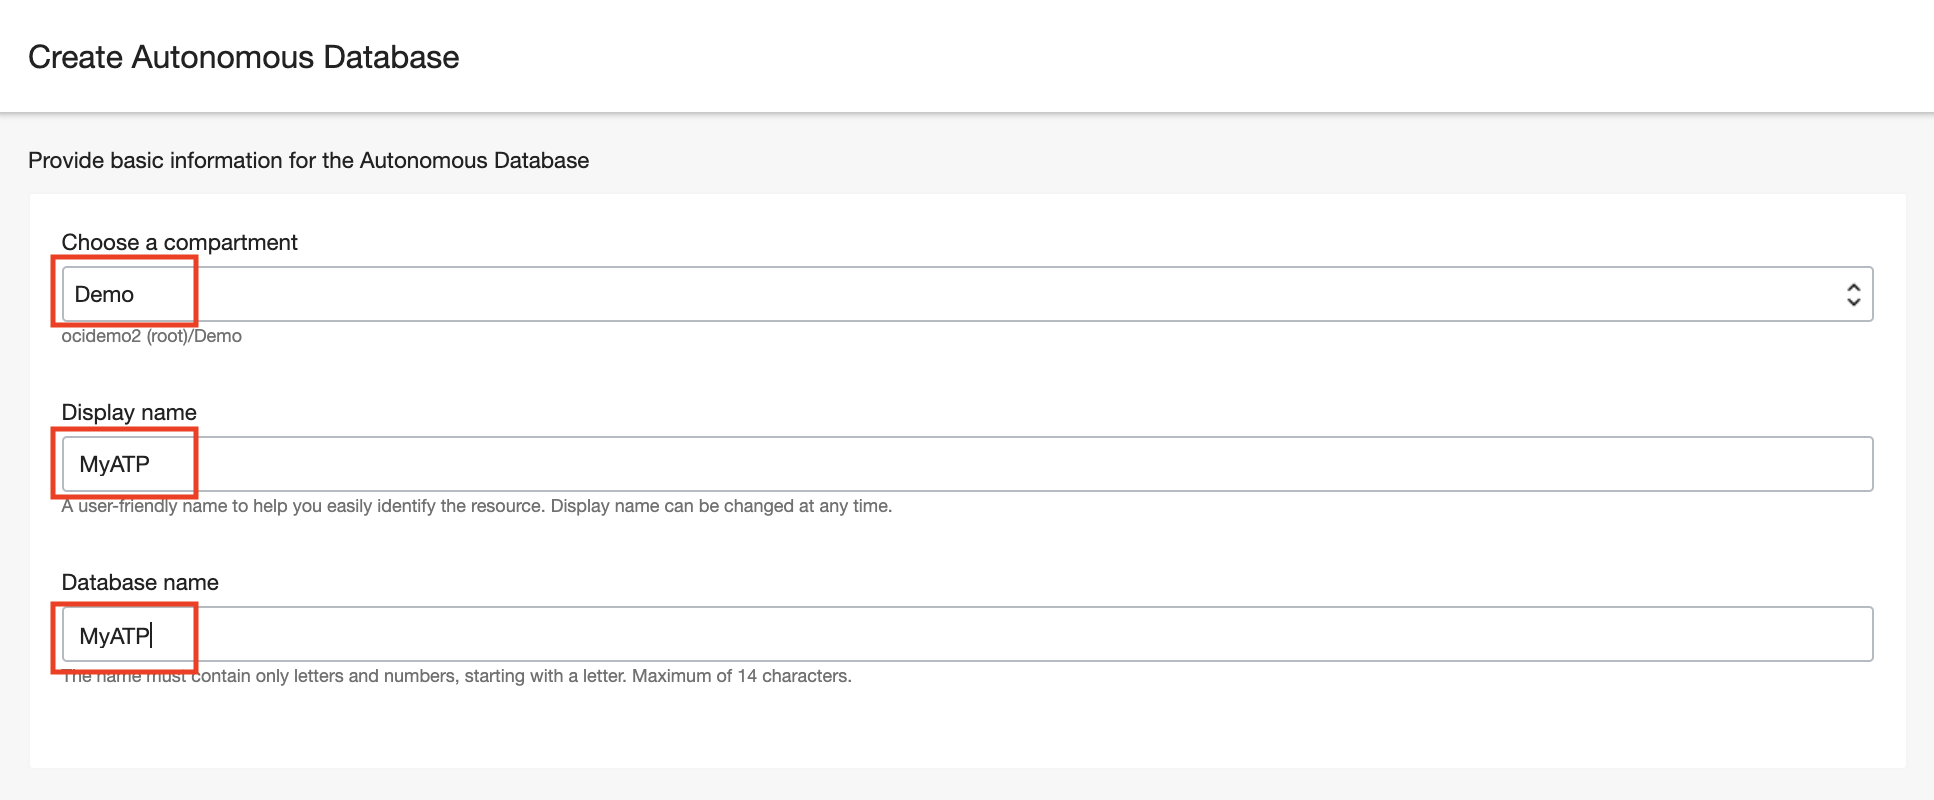 Create Autonomous Database
Provide basic information for the Autonomous Database
Choose a compartment
Demo
ocidemo2 (root)/Demo
Display name
MyATP
A user-friendly name to help you easily identify the resource. Display name can be changed at any time.
Database name
MyATP
The name must contain only letters and numbers, starting with a letter. Maximum of 14 characters.